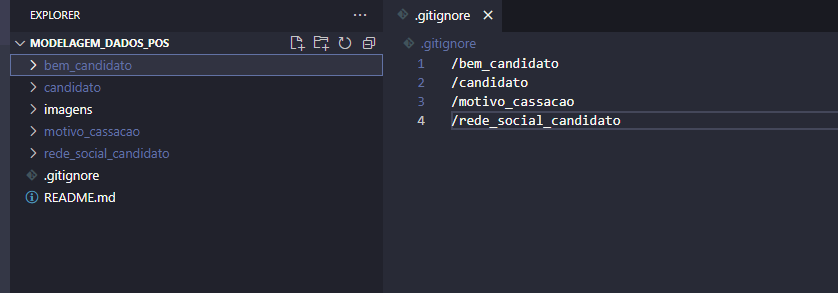 EXPLORER
MODELAGEM_DADOS_POS
bem_candidato
candidato
imagens
motivo_cassacao
rede_social_candidato
.gitignore
README.md
.gitignore
.gitignore
1 /bem_candidato
2 /candidato
3 /motivo_cassacao
4 /rede_social_candidato